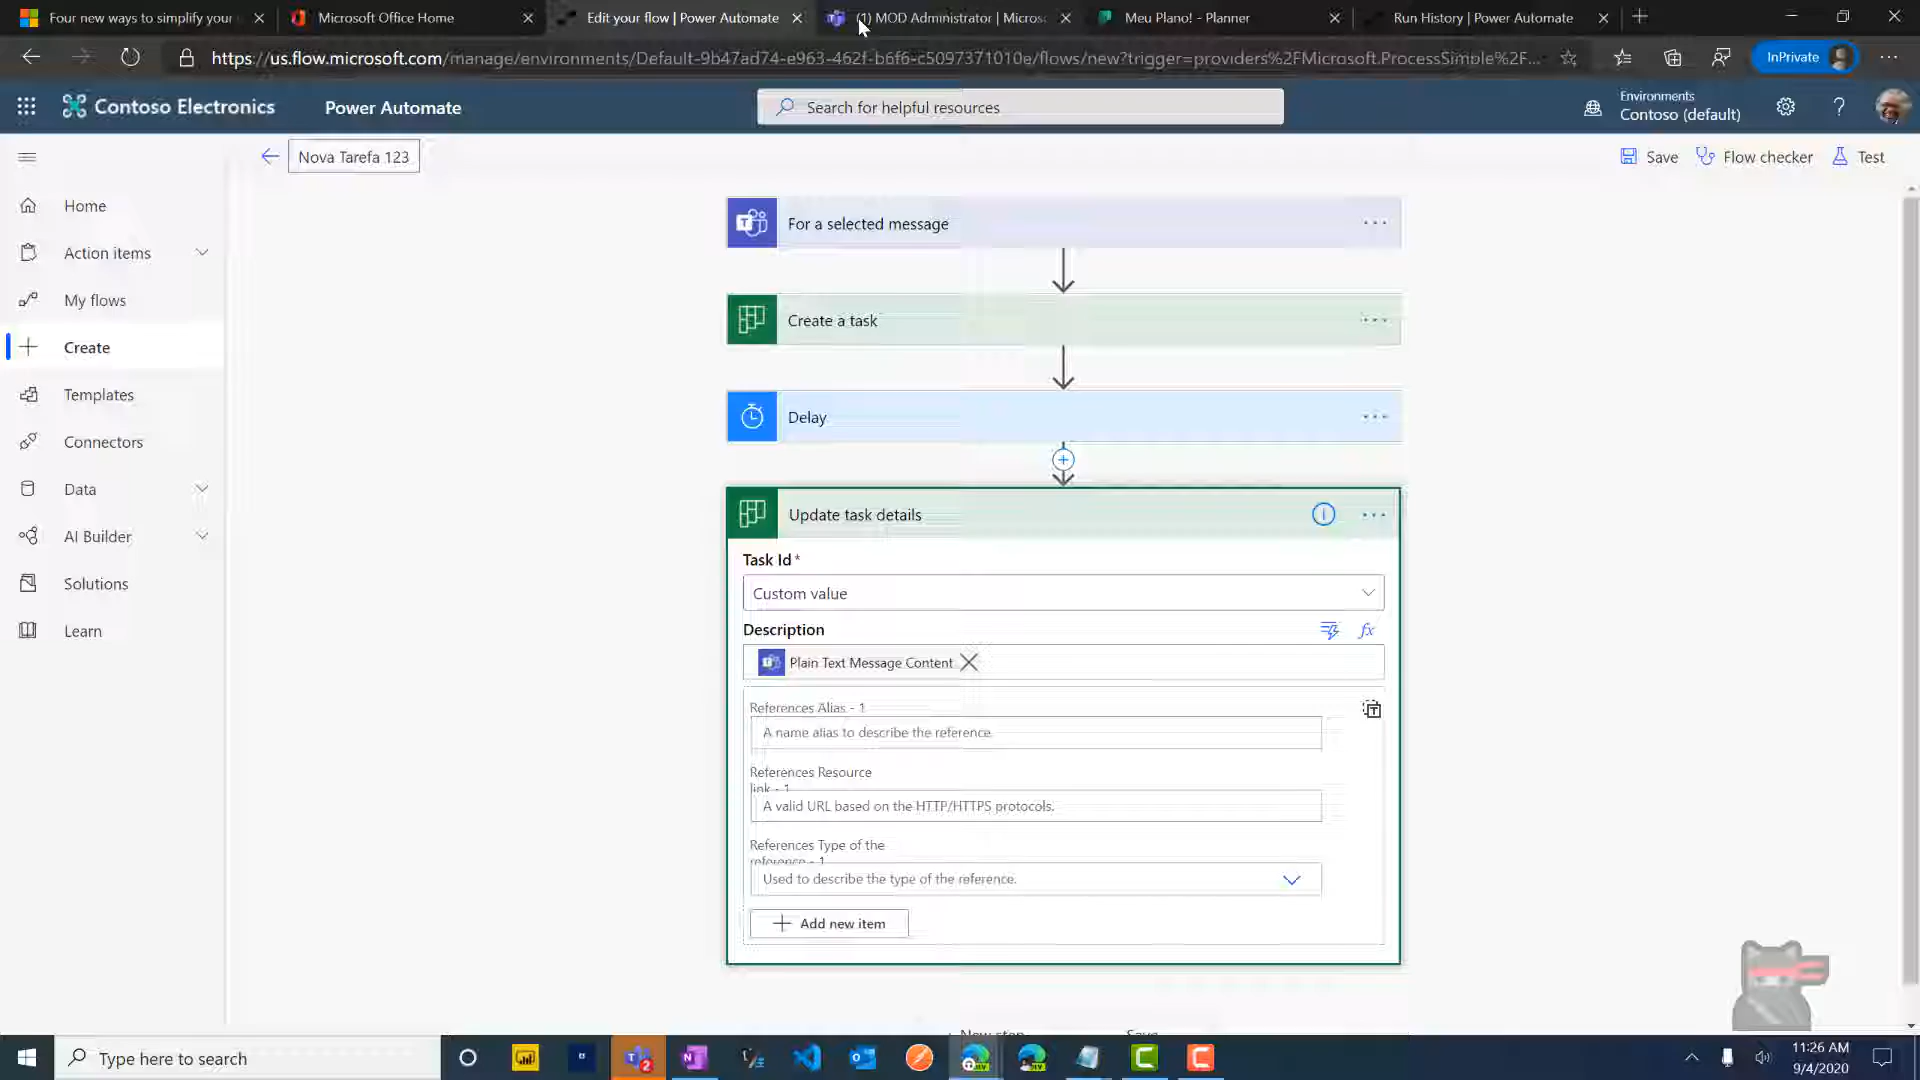 Four new ways to simplify your
Microsoft Office Home
Edit your flow | Power Automate
(1) MOD Administrator | Micros
Meu Plano! - Planner
Run History | Power Automate
https://us.flow.microsoft.com/manage/environments/Default-9b47ad74-e963-462f-b6f6-c5097371010e/flows/new?trigger=providers%2FMicrosoft.ProcessSimple%2F...
InPrivate
Contoso Electronics
Power Automate
Search for helpful resources
Environments
Contoso (default)
Nova Tarefa 123
Save
Flow checker
Test
Home
Action items
My flows
Create
Templates
Connectors
Data
AI Builder
Solutions
Learn
For a selected message
Create a task
Delay
Update task details
Task Id *
Custom value
Description
fx
Plain Text Message Content
References Alias - 1
A name alias to describe the reference.
References Resource
link - 1
A valid URL based on the HTTP/HTTPS protocols.
References Type of the
reference - 1
Used to describe the type of the reference.
Add new item
New step
Save
Type here to search
11:26 AM
9/4/2020